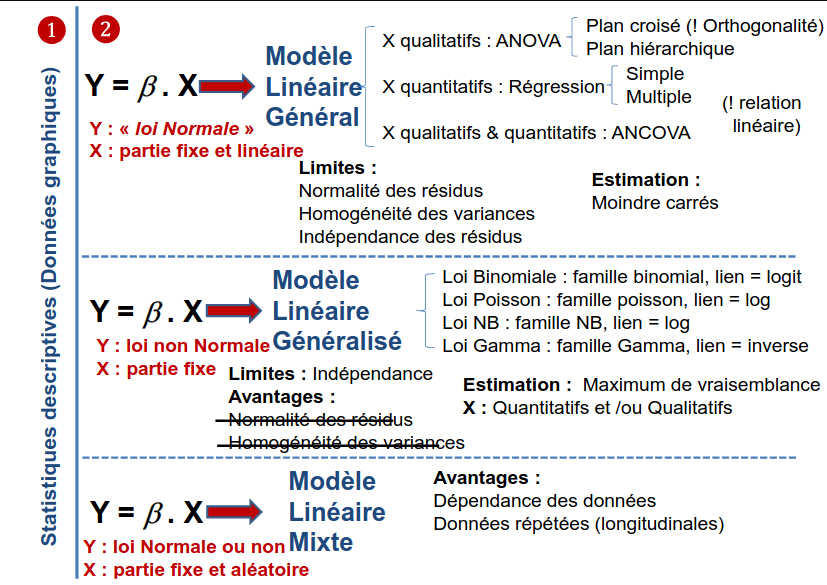 1
2
Statistiques descriptives (Données graphiques)
Y = β . X
Modèle
Linéaire
Général
Y : « loi Normale »
X : partie fixe et linéaire
X qualitatifs : ANOVA
Plan croisé (! Orthogonalité)
Plan hiérarchique
X quantitatifs : Régression
Simple
Multiple
(! relation
linéaire)
X qualitatifs & quantitatifs : ANCOVA
Limites :
Normalité des résidus
Homogénéité des variances
Indépendance des résidus
Estimation :
Moindre carrés
Y = β . X
Modèle
Linéaire
Généralisé
Y : loi non Normale
X : partie fixe
Loi Binomiale : famille binomial, lien = logit
Loi Poisson : famille poisson, lien = log
Loi NB : famille NB, lien = log
Loi Gamma : famille Gamma, lien = inverse
Limites : Indépendance
Avantages :
Normalité des résidus
Homogénéité des variances
Estimation : Maximum de vraisemblance
X : Quantitatifs et /ou Qualitatifs
Y = β . X
Modèle
Linéaire
Mixte
Y : loi Normale ou non
X : partie fixe et aléatoire
Avantages :
Dépendance des données
Données répétées (longitudinales)